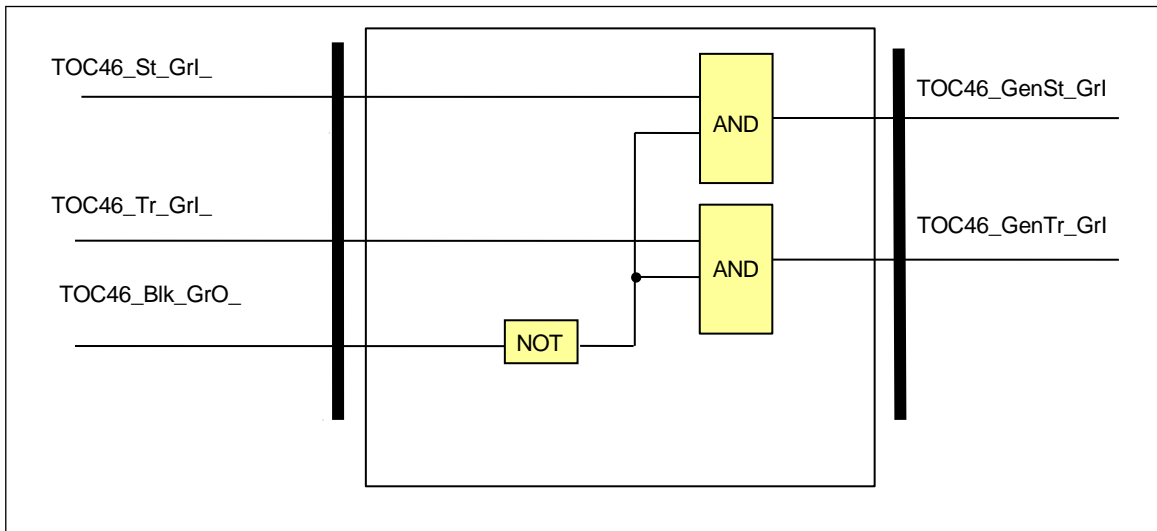 TOC46_St_GrI_
TOC46_GenSt_GrI
AND
TOC46_Tr_GrI_
TOC46_GenTr_GrI
AND
TOC46_Blk_GrO_
NOT